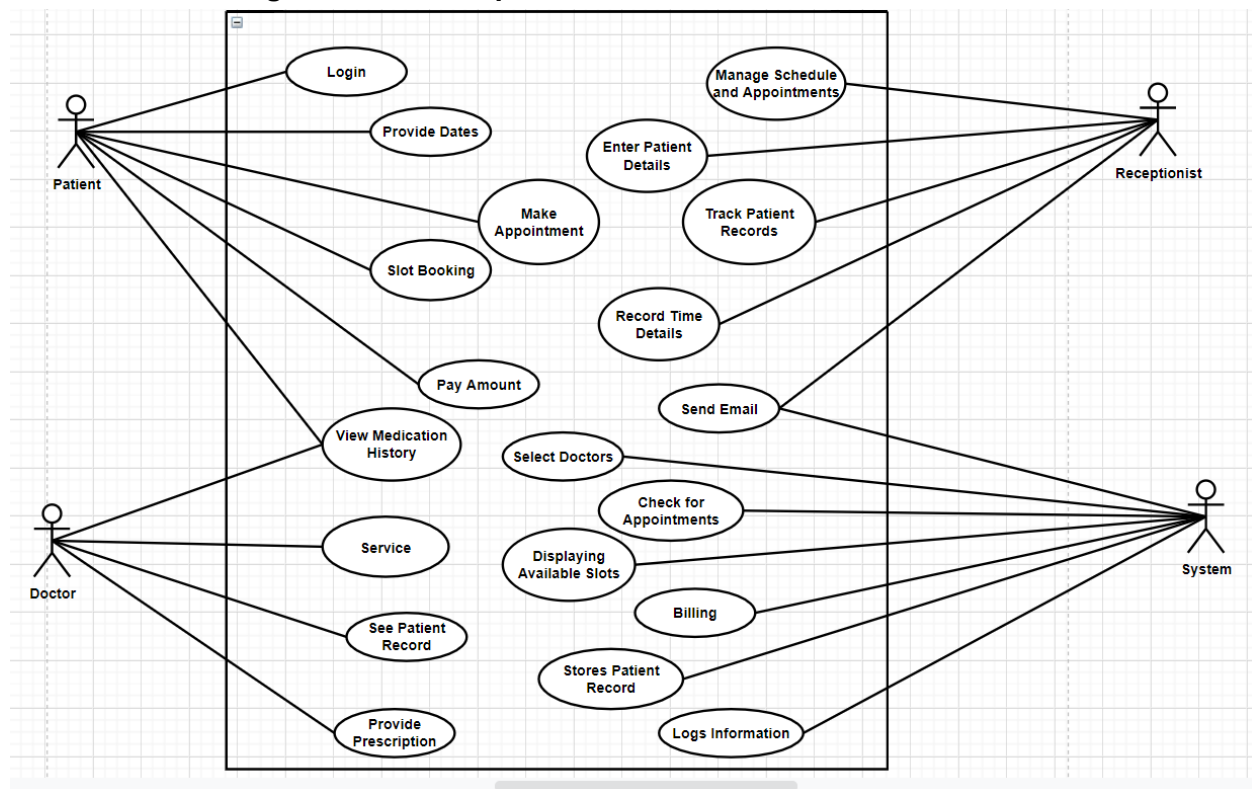 Login
Manage Schedule
and Appointments
Provide Dates
Enter Patient
Details
Patient
Receptionist
Make
Appointment
Track Patient
Records
Slot Booking
Record Time
Details
Pay Amount
Send Email
View Medication
History
Select Doctors
Check for
Appointments
Service
Displaying
Available Slots
Doctor
System
Billing
See Patient
Record
Stores Patient
Record
Provide
Prescription
Logs Information